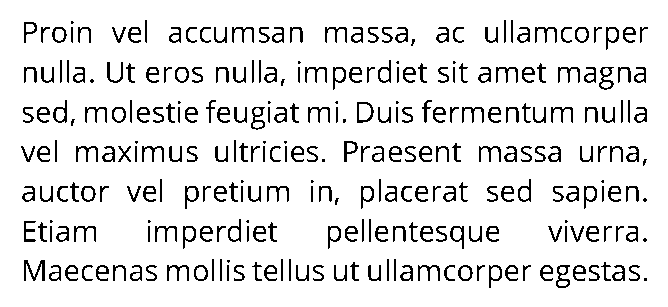 Proin vel accumsan massa, ac ullamcorper
nulla. Ut eros nulla, imperdiet sit amet magna
sed, molestie feugiat mi. Duis fermentum nulla
vel maximus ultricies. Praesent massa urna,
auctor vel pretium in, placerat sed sapien.
Etiam imperdiet pellentesque viverra.
Maecenas mollis tellus ut ullamcorper egestas.